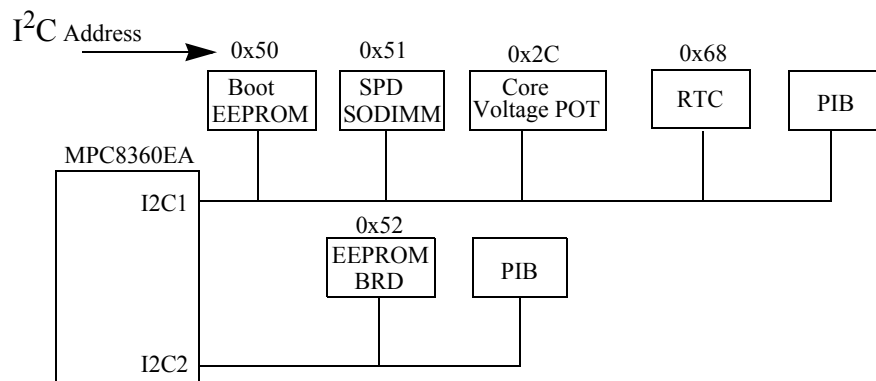 I²C Address
0x50
0x51
0x2C
0x68
Boot
EEPROM
SPD
SODIMM
Core
Voltage POT
RTC
PIB
MPC8360EA
I2C1
0x52
EEPROM
BRD
PIB
I2C2